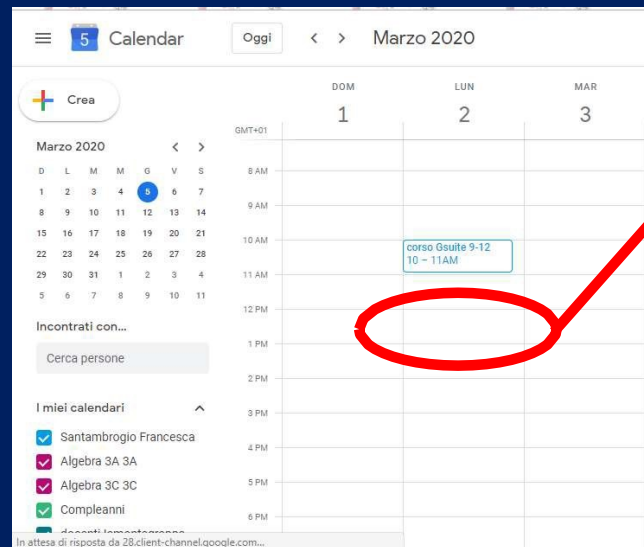 5 Calendar Oggi < > Marzo 2020
Crea
DOM LUN MAR
1 2 3
GMT+01
Marzo 2020 < >
D L M M G V S
1 2 3 4 5 6 7
8 9 10 11 12 13 14
15 16 17 18 19 20 21
22 23 24 25 26 27 28
29 30 31 1 2 3 4
5 6 7 8 9 10 11
8 AM
9 AM
10 AM
corso Gsuite 9-12
10 – 11AM
11 AM
12 PM
1 PM
2 PM
3 PM
4 PM
5 PM
6 PM
Incontrati con...
Cerca persone
I miei calendari
Santambrogio Francesca
Algebra 3A 3A
Algebra 3C 3C
Compleanni
In attesa di risposta da 28.client-channel.google.com...